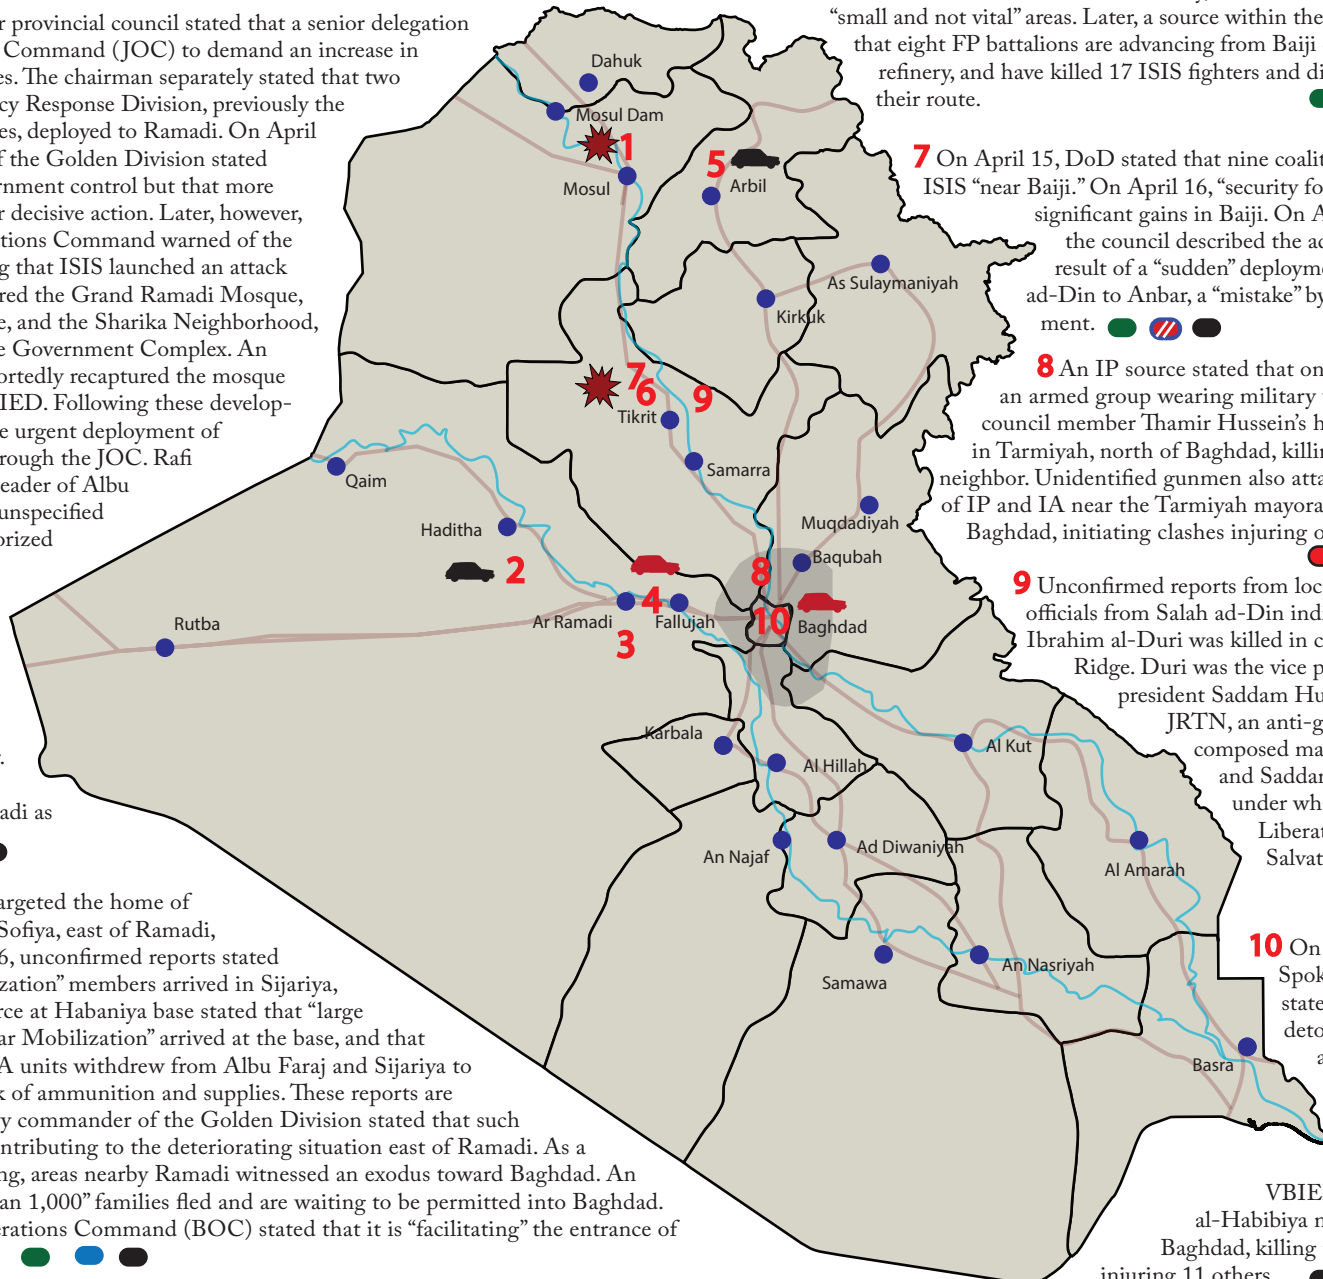 r provincial council stated that a senior delegation
Command (JOC) to demand an increase in
es. The chairman separately stated that two
cy Response Division, previously the
es, deployed to Ramadi. On April
f the Golden Division stated
rnment control but that more
r decisive action. Later, however,
tions Command warned of the
g that ISIS launched an attack
red the Grand Ramadi Mosque,
e, and the Sharika Neighborhood,
e Government Complex. An
ortedly recaptured the mosque
IED. Following these develop-
e urgent deployment of
rough the JOC. Rafi
eader of Albu
unspecified
orized
r.
adi as
argeted the home of
Sofiya, east of Ramadi,
6, unconfirmed reports stated
ization” members arrived in Sijariya,
rce at Habaniya base stated that “large
ar Mobilization” arrived at the base, and that
A units withdrew from Albu Faraj and Sijariya to
k of ammunition and supplies. These reports are
y commander of the Golden Division stated that such
ntributing to the deteriorating situation east of Ramadi. As a
ng, areas nearby Ramadi witnessed an exodus toward Baghdad. An
an 1,000” families fled and are waiting to be permitted into Baghdad.
erations Command (BOC) stated that it is “facilitating” the entrance of
Dahuk
Mosul Dam
1
Mosul
5
Arbil
As Sulaymaniyah
Kirkuk
7
6
9
Tikrit
Samarra
Qaim
Haditha
2
Muqdadiyah
Baqubah
8
4
10
Ar Ramadi
Fallujah
Baghdad
3
Rutba
Karbala
Al Kut
Al Hillah
An Najaf
Ad Diwaniyah
Al Amarah
Samawa
An Nasriyah
Basra
“small and not vital” areas. Later, a source within the
that eight FP battalions are advancing from Baiji
refinery, and have killed 17 ISIS fighters and di
their route.
7 On April 15, DoD stated that nine coalit
ISIS “near Baiji.” On April 16, “security fo
significant gains in Baiji. On A
the council described the ad
result of a “sudden” deployme
ad-Din to Anbar, a “mistake” by
ment.
8 An IP source stated that on
an armed group wearing military
council member Thamir Hussein’s h
in Tarmiyah, north of Baghdad, killin
neighbor. Unidentified gunmen also atta
of IP and IA near the Tarmiyah mayora
Baghdad, initiating clashes injuring o
9 Unconfirmed reports from loc
officials from Salah ad-Din indi
Ibrahim al-Duri was killed in c
Ridge. Duri was the vice p
president Saddam Hu
JRTN, an anti-g
composed ma
and Saddam
under wh
Liberat
Salvat
10 On
Spok
state
deto
a
VBIE
al-Habibiya n
Baghdad, killing
injuring 11 others.